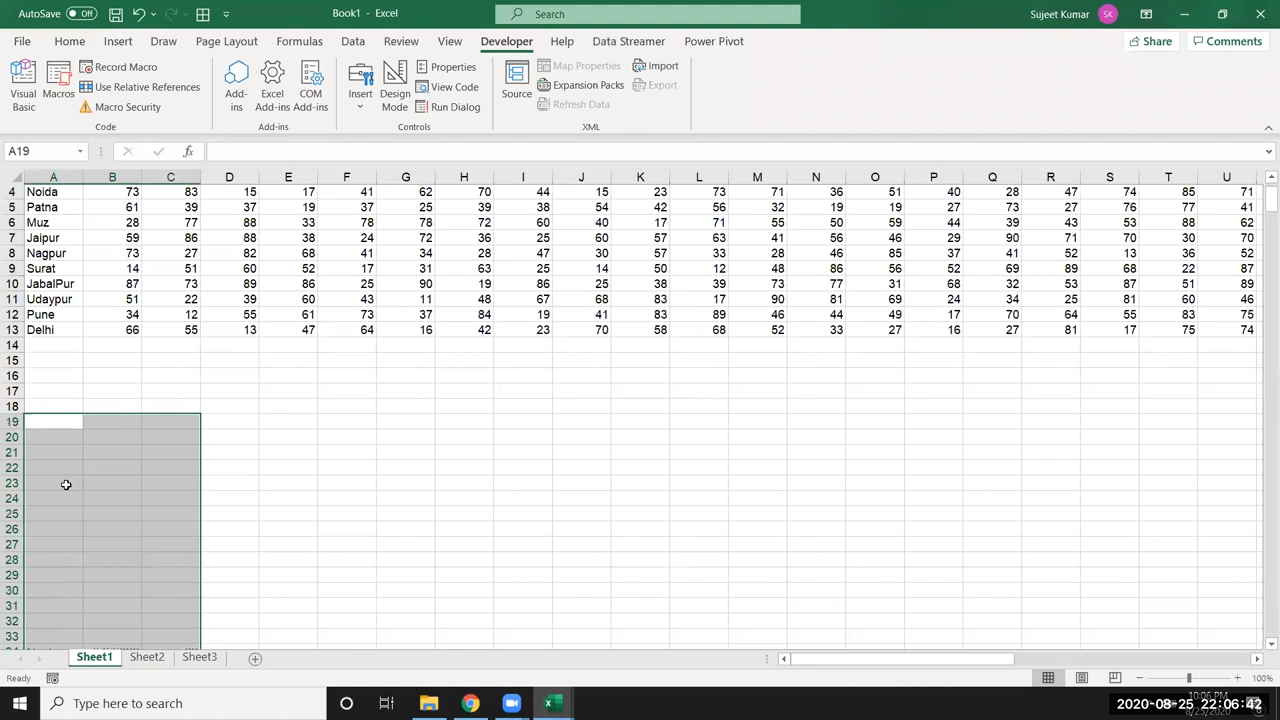 AutoSave Off Book1 - Excel Search Sujeet Kumar SK
File Home Insert Draw Page Layout Formulas Data Review View Developer Help Data Streamer Power Pivot Share Comments
Visual Basic Macros Record Macro Use Relative References Macro Security Code
Add-ins Excel Add-ins COM Add-ins Add-ins
Insert Design Mode Properties View Code Run Dialog Controls
Source Map Properties Expansion Packs Refresh Data Import Export XML
A19 fx
A B C D E F G H I J K L M N O P Q R S T U
4 Noida 73 83 15 17 41 62 70 44 15 23 73 71 36 51 40 28 47 74 85 71
5 Patna 61 39 37 19 37 25 39 38 54 42 56 32 19 19 27 73 27 76 77 41
6 Muz 28 77 88 33 78 78 72 60 40 17 71 55 50 59 44 39 43 53 88 62
7 Jaipur 59 86 88 38 24 72 36 25 60 57 63 41 56 46 29 90 71 70 30 70
8 Nagpur 73 27 82 68 41 34 28 47 30 57 33 28 46 85 37 41 52 13 36 52
9 Surat 14 51 60 52 17 31 63 25 14 50 12 48 86 56 52 69 89 68 22 87
10 JabalPur 87 73 89 86 25 90 19 86 25 38 39 73 77 31 68 32 53 87 51 89
11 Udaypur 51 22 39 60 43 11 48 67 68 83 17 90 81 69 24 34 25 81 60 46
12 Pune 34 12 55 61 73 37 84 19 41 83 89 46 44 49 17 70 64 55 83 75
13 Delhi 66 55 13 47 64 16 42 23 70 58 68 52 33 27 16 27 81 17 75 74
14
15
16
17
18
19
20
21
22
23
24
25
26
27
28
29
30
31
32
33
Sheet1 Sheet2 Sheet3
Ready 100%
Type here to search 10:06 PM
2020-08-25 22:06:42